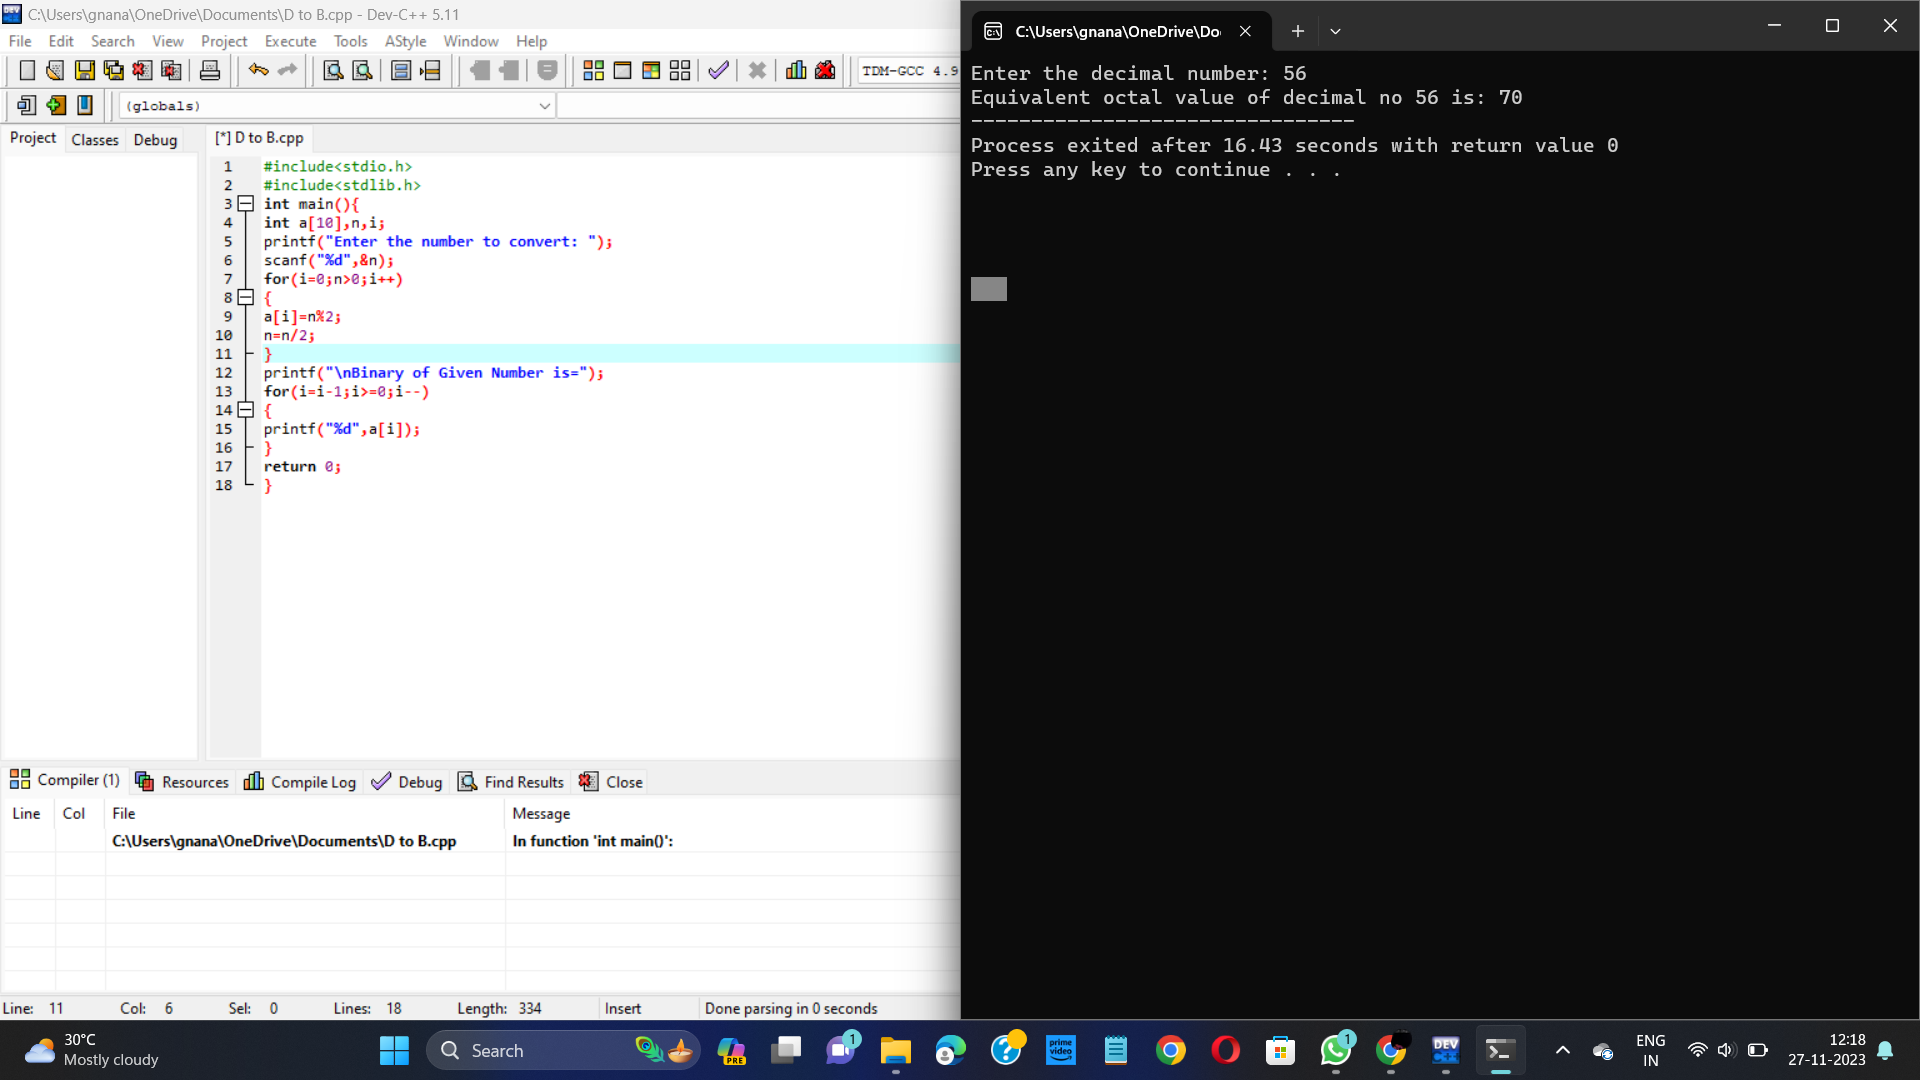 C:\Users\gnana\OneDrive\Documents\D to B.cpp - Dev-C++ 5.11
File Edit Search View Project Execute Tools AStyle Window Help
TDM-GCC 4.9
(globals)
Project Classes Debug
[*] D to B.cpp
1 #include<stdio.h>
2 #include<stdlib.h>
3 int main(){
4 int a[10],n,i;
5 printf("Enter the number to convert: ");
6 scanf("%d",&n);
7 for(i=0;n>0;i++)
8 {
9 a[i]=n%2;
10 n=n/2;
11 }
12 printf("\nBinary of Given Number is=");
13 for(i=i-1;i>=0;i--)
14 {
15 printf("%d",a[i]);
16 }
17 return 0;
18 }
Compiler (1) Resources Compile Log Debug Find Results Close
Line Col File Message
C:\Users\gnana\OneDrive\Documents\D to B.cpp In function 'int main()':
Line: 11 Col: 6 Sel: 0 Lines: 18 Length: 334 Insert Done parsing in 0 seconds
C:\Users\gnana\OneDrive\Do
Enter the decimal number: 56
Equivalent octal value of decimal no 56 is: 70
--------------------------------
Process exited after 16.43 seconds with return value 0
Press any key to continue . . .
30°C
Mostly cloudy
Search
PRE
1
prime
video
1
DEV
C++
ENG
IN
12:18
27-11-2023